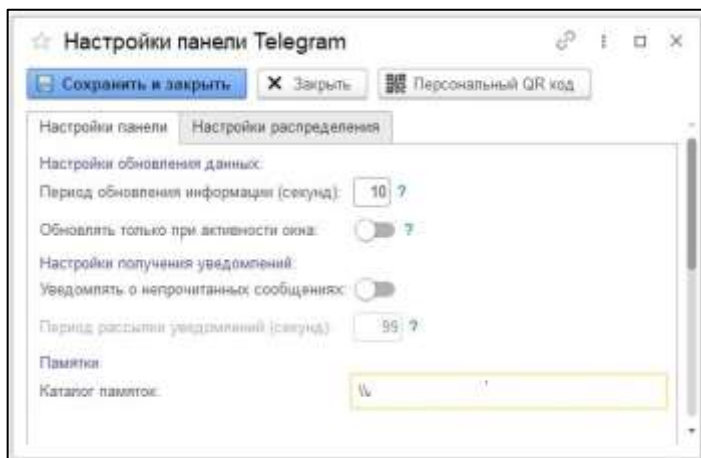 Настройки панели Telegram
Сохранить и закрыть
Закрыть
Персональный QR код
Настройки панели
Настройки распределения
Настройки обновления данных:
Период обновления информации (секунд): 10 ?
Обновлять только при активности окна: ?
Настройки получения уведомлений
Уведомлять о непрочитанных сообщениях:
Период рассылки уведомлений (секунд): 99 ?
Памятки
Каталог памяток: \\